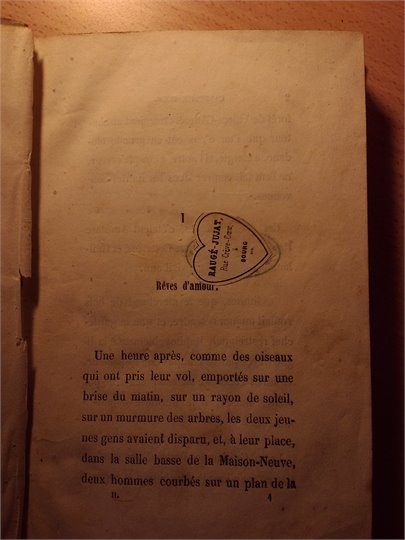 I
RAUGÉ-JUJAT,
Rue Crève-Cœur,
BOURG
Rêves d'amour.
Une heure après, comme des oiseaux
qui ont pris leur vol, emportés sur une
brise du matin, sur un rayon de soleil,
sur un murmure des arbres, les deux jeu-
nes gens avaient disparu, et, à leur place,
dans la salle basse de la Maison-Neuve,
deux hommes courbés sur un plan de la
II. 4